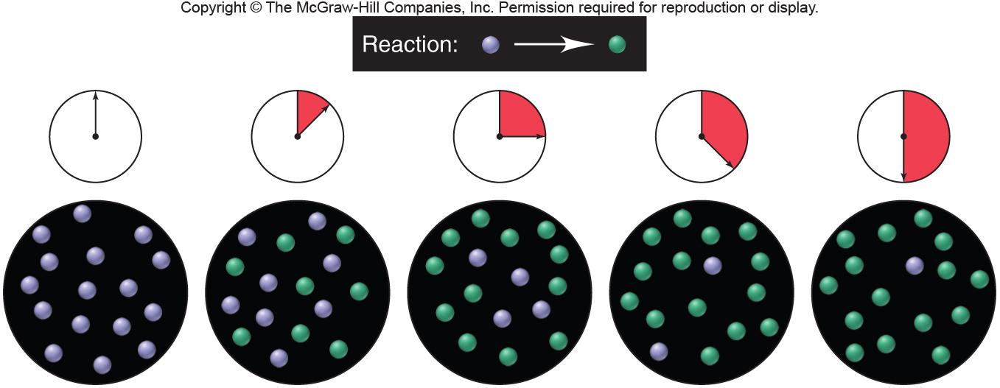 Copyright © The McGraw-Hill Companies, Inc. Permission required for reproduction or display.
Reaction: